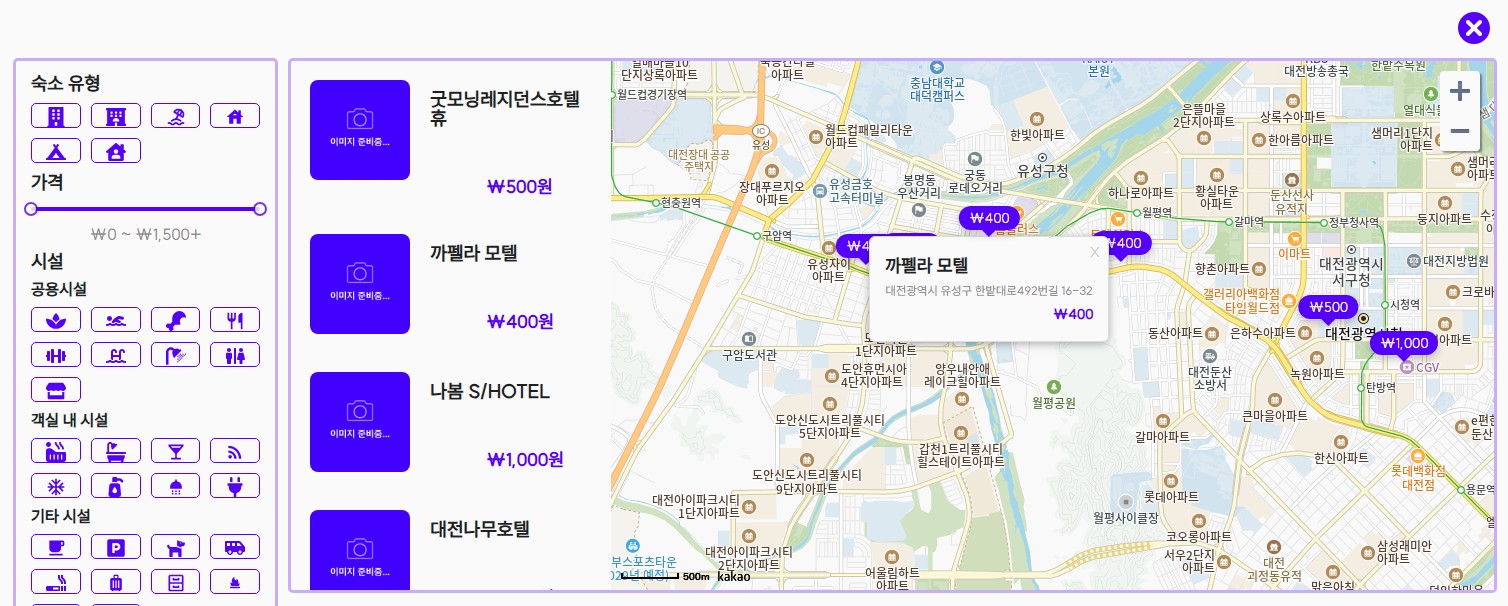 숙소 유형
가격
₩0 ~ ₩1,500+
시설
공용시설
객실 내 시설
기타 시설
이미지 준비중...
굿모닝레지던스호텔
휴
₩500원
이미지 준비중...
까펠라 모텔
₩400원
이미지 준비중...
나봄 S/HOTEL
₩1,000원
이미지 준비중...
대전나무호텔
단지상록아파트
아파트
충남대학교
대덕캠퍼스
본원
대전방송총국
한밭수목원
월드컵경기장역
IC
유성
월드컵패밀리타운
아파트
한빛아파트
은뜰마을
2단지아파트
상록수아파트
한아름아파트
샘머리1단지
아파트
대전장대 공공
주택지
장대푸르지오
아파트
유성금호
고속터미널
봉명동
우산거리
궁동
로데오거리
유성구청
하나로아파트
황실타운
아파트
둔산선사
유적지
둥지아파트
현충원역
구암역
월평역
갈마역
정부청사역
₩400
₩400
유성자이
아파트
이마트
향촌아파트
대전광역시
서구청
대전지방법원
갤러리아백화점
타임월드점
시청역
X
까펠라 모텔
대전광역시 유성구 한밭대로492번길 16-32
₩400
₩500
₩1,000
동산아파트
은하수아파트
아파트
구암도서관
1단지아파트
도안휴먼시아
4단지아파트
양우내안애
레이크힐아파트
월평공원
대전둔산
소방서
녹원아파트
CGV
탄방역
도안신도시트리풀시티
5단지아파트
갑천1트리풀시티
힐스테이트아파트
갈마아파트
큰마을아파트
한신아파트
롯데백화점
대전점
용문역
도안신도시트리풀시티
9단지아파트
대전아이파크시티
1단지아파트
롯데아파트
월평사이클장
코오롱아파트
대전아이파크시티
2단지아파트
어울림하트
아파트
서우2단지
아파트
대전
괴정동유적
삼성래미안
아파트
500m
kakao